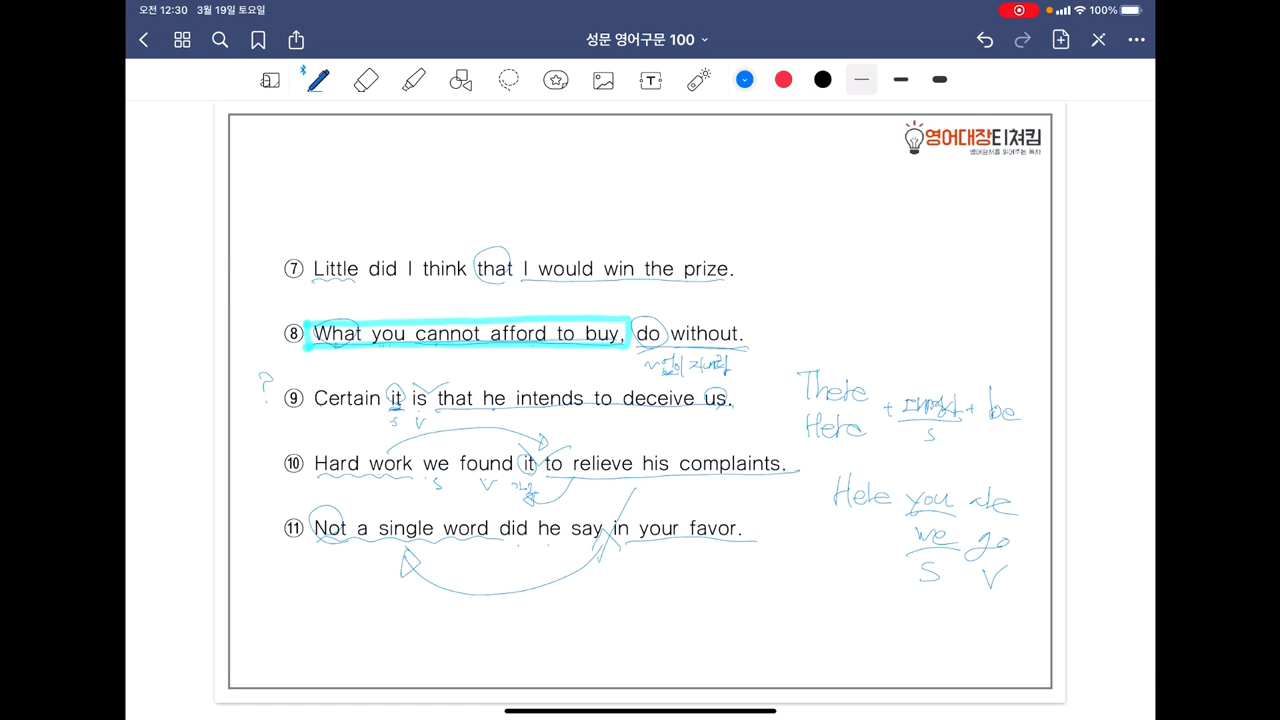 오전 12:30 3월 19일 토요일
100%
성문 영어구문 100
영어대장티쳐킴
⑦ Little did I think that I would win the prize.
⑧ What you cannot afford to buy, do without.
~없이 지내라
?
⑨ Certain it is that he intends to deceive us.
S V
There
Here
+ 대명사 + be
S
⑩ Hard work we found it to relieve his complaints.
S V
Here you are
we go
S V
⑪ Not a single word did he say in your favor.